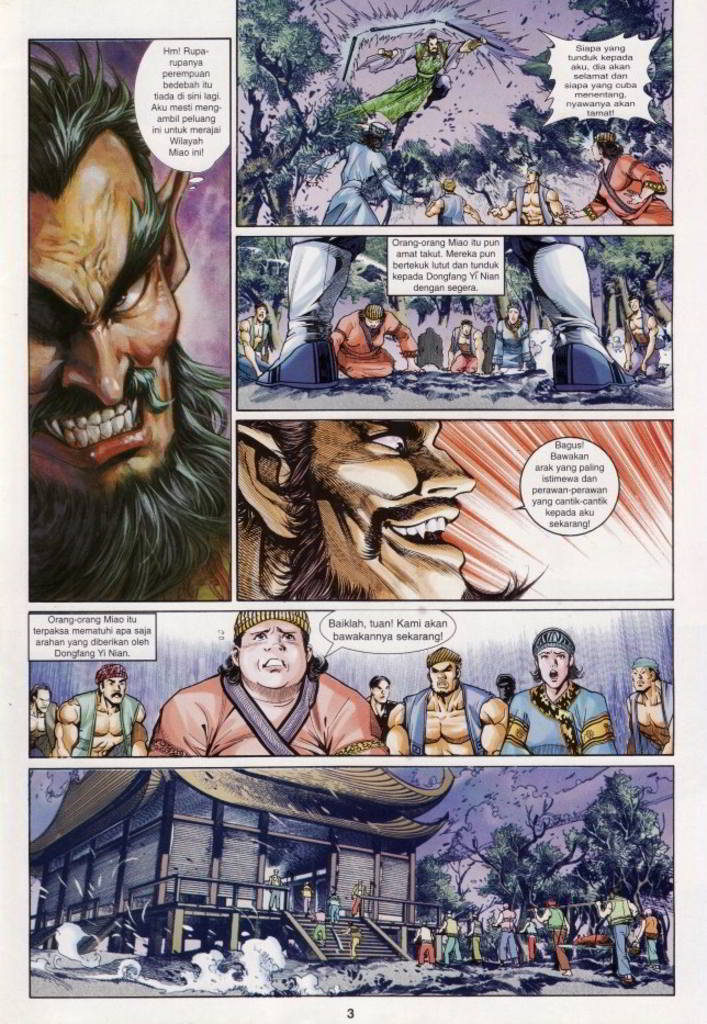 Hm! Rupa-
rupanya
perempuan
bedebah itu
tiada di sini lagi.
Aku mesti meng-
ambil peluang
ini untuk merajai
Wilayah
Miao ini!
Siapa yang
tunduk kepada
aku, dia akan
selamat dan
siapa yang cuba
menentang,
nyawanya akan
tamat!
Orang-orang Miao itu pun
amat takut. Mereka pun
bertekuk lutut dan tunduk
kepada Dongfang Yi Nian
dengan segera.
Bagus!
Bawakan
arak yang paling
istimewa dan
perawan-perawan
yang cantik-cantik
kepada aku
sekarang!
Orang-orang Miao itu
terpaksa mematuhi apa saja
arahan yang diberikan oleh
Dongfang Yi Nian.
Baiklah, tuan! Kami akan
bawakannya sekarang!
3